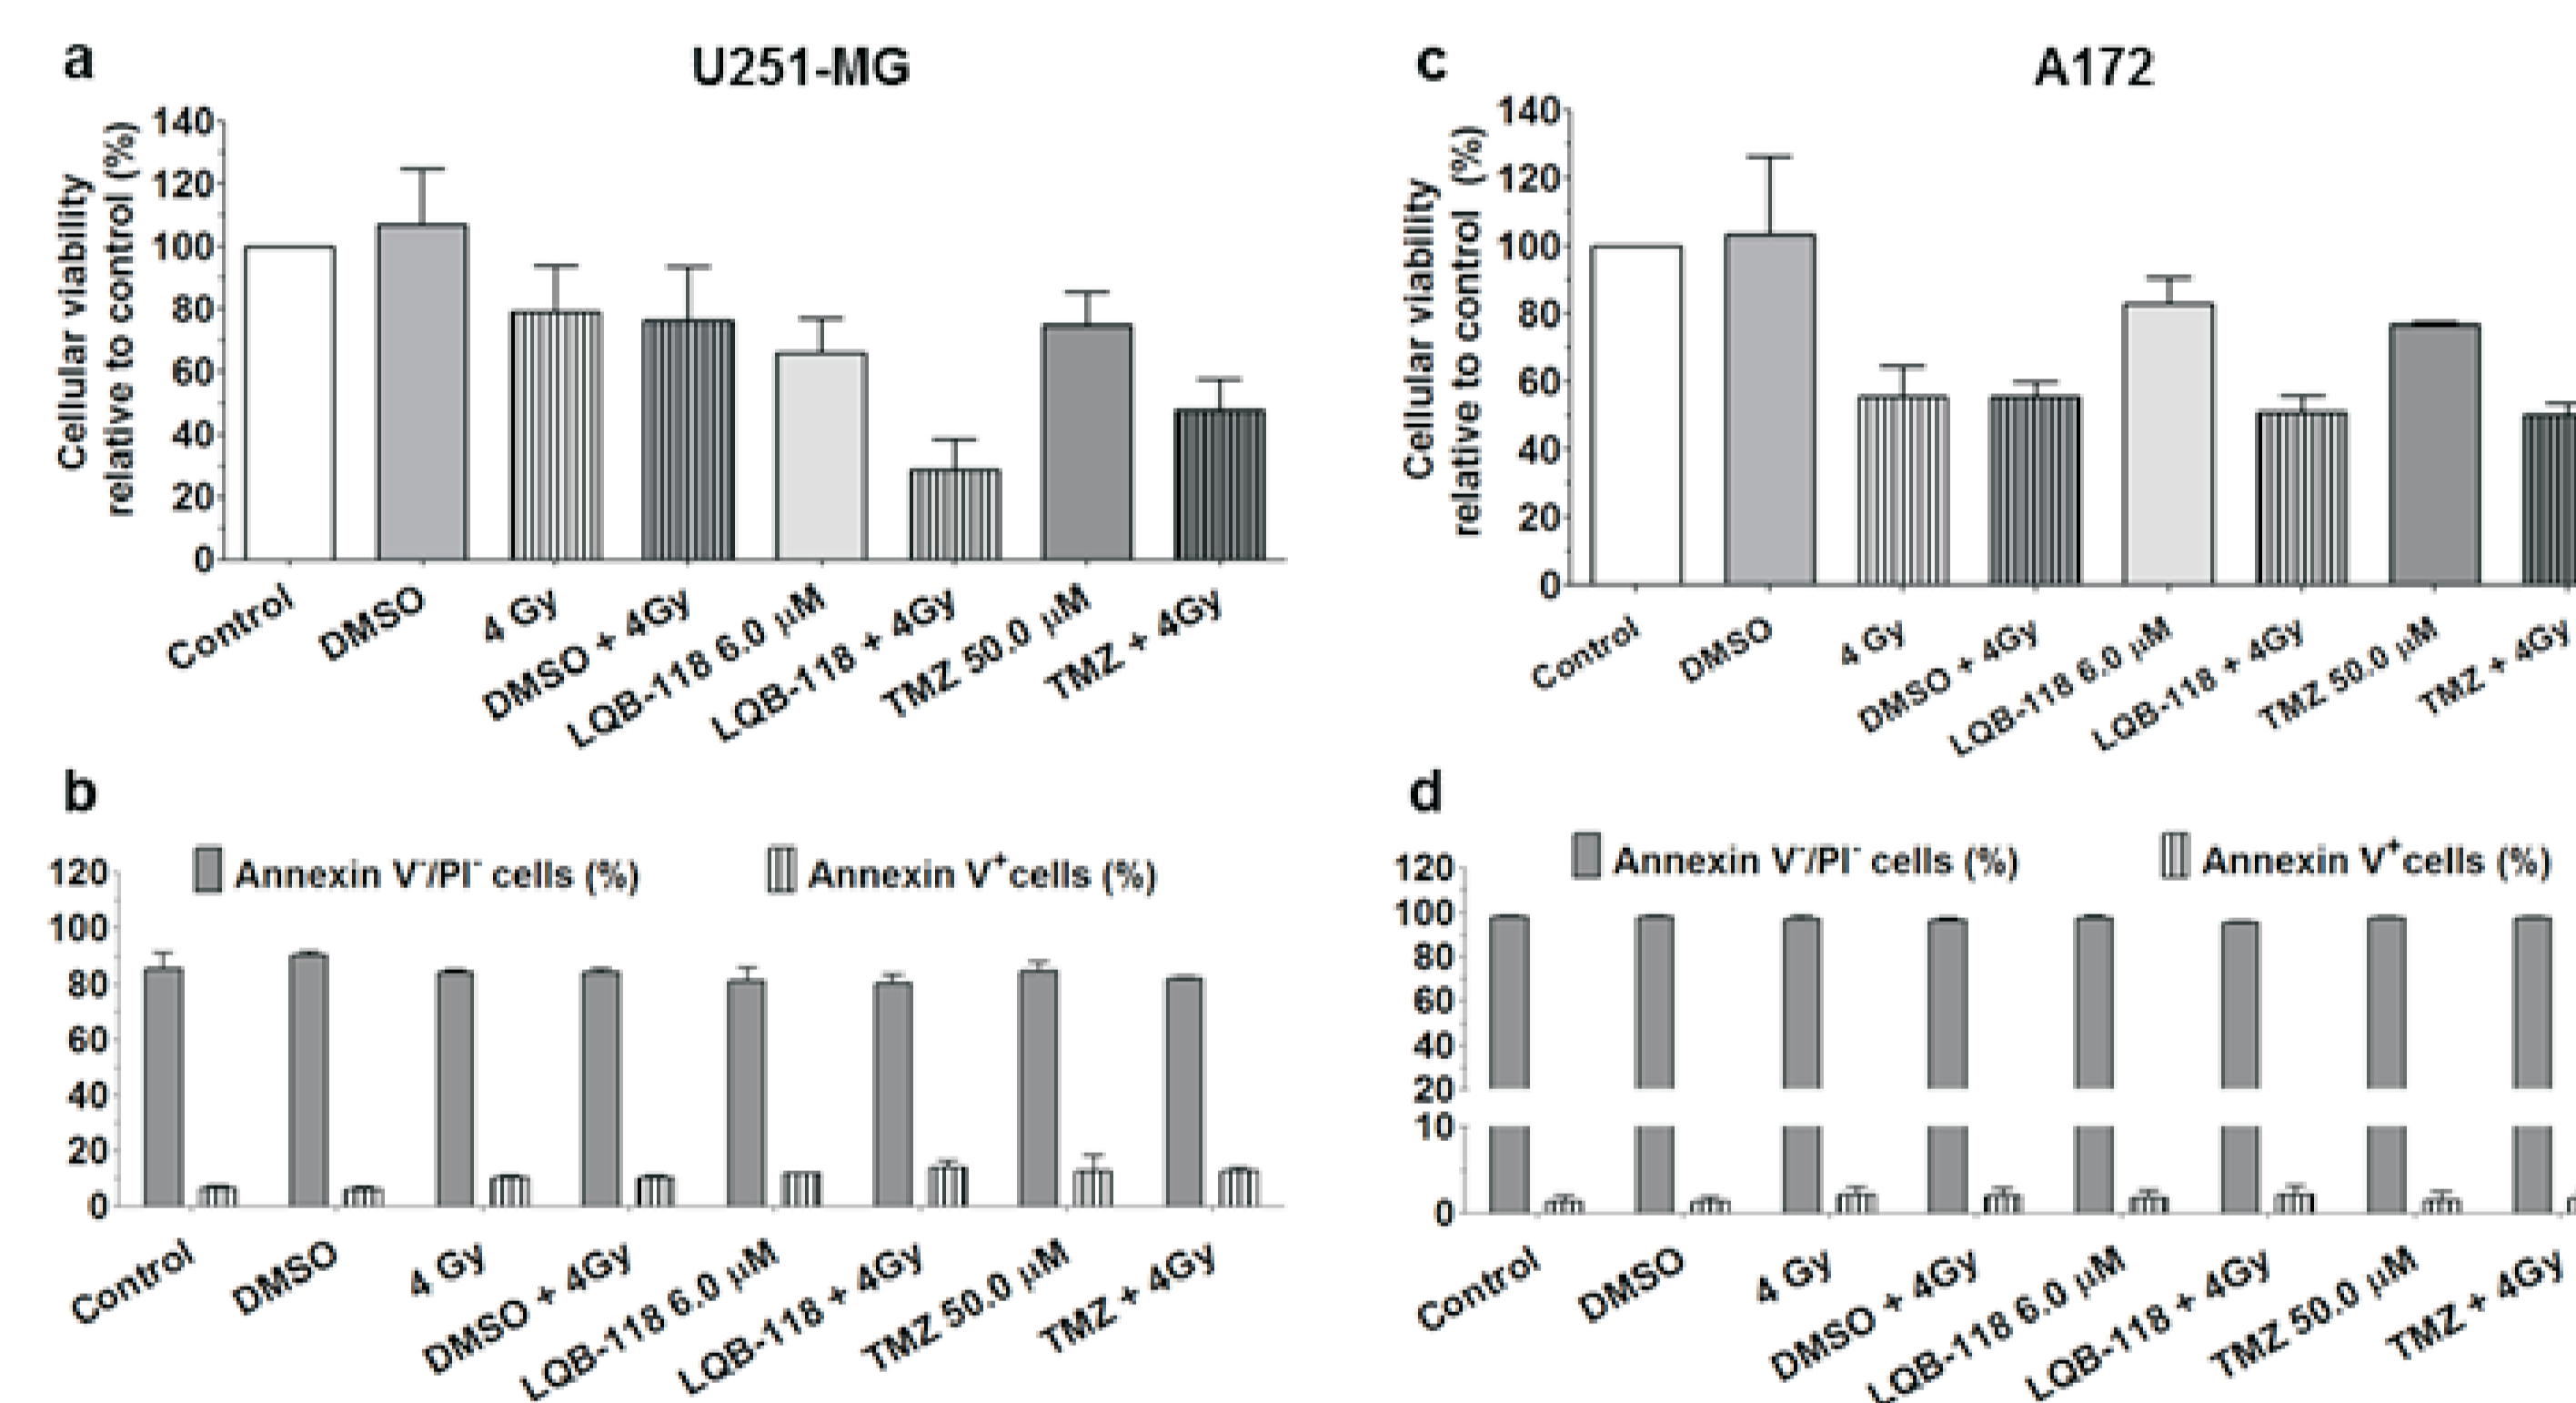 a
U251-MG
Cellular viability
relative to control (%)
140
120
100
80
60
40
20
0
Control
DMSO
4 Gy
DMSO + 4Gy
LQB-118 6.0 µM
LQB-118 + 4Gy
TMZ 50.0 µM
TMZ + 4Gy
c
A172
Cellular viability
relative to control (%)
140
120
100
80
60
40
20
0
Control
DMSO
4 Gy
DMSO + 4Gy
LQB-118 6.0 µM
LQB-118 + 4Gy
TMZ 50.0 µM
TMZ + 4Gy
b
Annexin V⁻/PI⁻ cells (%)
Annexin V⁺cells (%)
120
100
80
60
40
20
0
Control
DMSO
4 Gy
DMSO + 4Gy
LQB-118 6.0 µM
LQB-118 + 4Gy
TMZ 50.0 µM
TMZ + 4Gy
d
Annexin V⁻/PI⁻ cells (%)
Annexin V⁺cells (%)
120
100
80
60
40
20
10
0
Control
DMSO
4 Gy
DMSO + 4Gy
LQB-118 6.0 µM
LQB-118 + 4Gy
TMZ 50.0 µM
TMZ + 4Gy